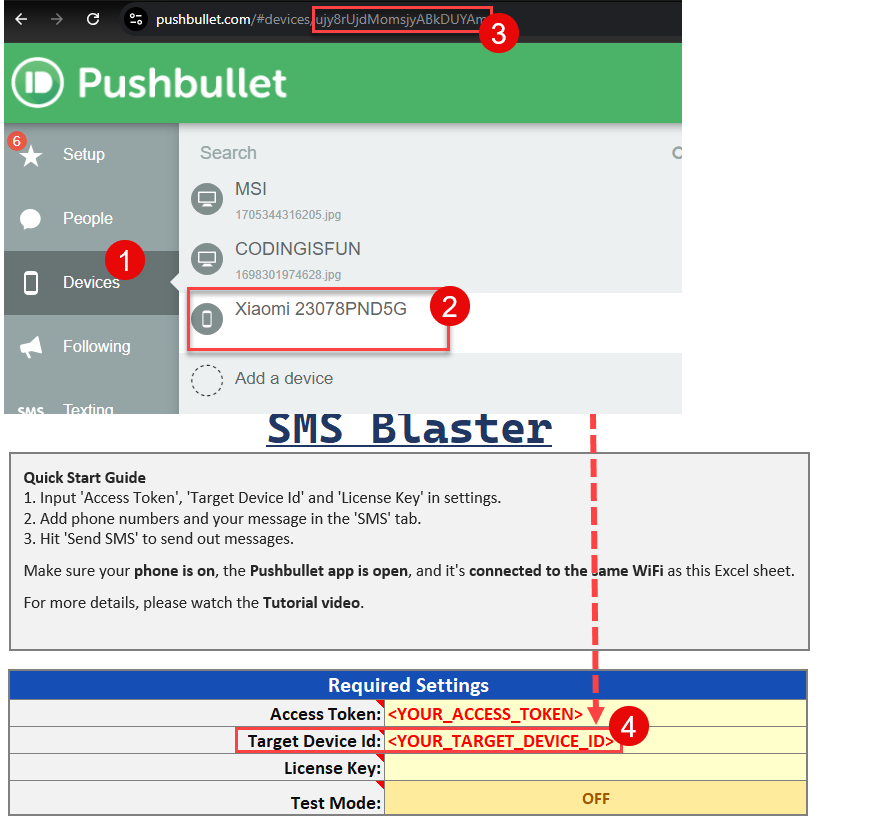 pushbullet.com/#devices/ujy8rUjdMomsjyABkDUYAm
3
Pushbullet
6
Setup
Search
MSI
1705344316205.jpg
People
CODINGISFUN
1
1698301974628.jpg
Devices
Xiaomi 23078PND5G
2
Following
Add a device
SMS
Texting
SMS Blaster
Quick Start Guide
1. Input 'Access Token', 'Target Device Id' and 'License Key' in settings.
2. Add phone numbers and your message in the 'SMS' tab.
3. Hit 'Send SMS' to send out messages.
Make sure your phone is on, the Pushbullet app is open, and it's connected to the same WiFi as this Excel sheet.
For more details, please watch the Tutorial video.
Required Settings
Access Token: <YOUR_ACCESS_TOKEN>
Target Device Id: <YOUR_TARGET_DEVICE_ID>
4
License Key:
Test Mode: OFF